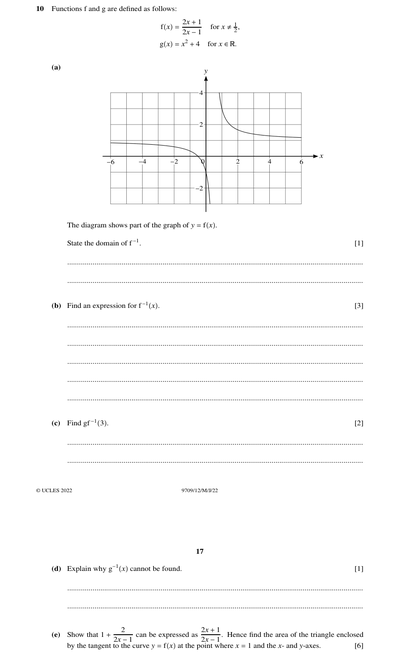 10 Functions f and g are defined as follows:
f(x) = (2x + 1)/(2x − 1) for x ≠ 1/2,
g(x) = x² + 4 for x ∈ ℝ.
(a)
y
4
2
−6 −4 −2 0 2 4 6 x
−2
The diagram shows part of the graph of y = f(x).
State the domain of f⁻¹. [1]
(b) Find an expression for f⁻¹(x). [3]
(c) Find gf⁻¹(3). [2]
© UCLES 2022 9709/12/M/J/22
17
(d) Explain why g⁻¹(x) cannot be found. [1]
(e) Show that 1 + 2/(2x − 1) can be expressed as (2x + 1)/(2x − 1). Hence find the area of the triangle enclosed
by the tangent to the curve y = f(x) at the point where x = 1 and the x- and y-axes. [6]